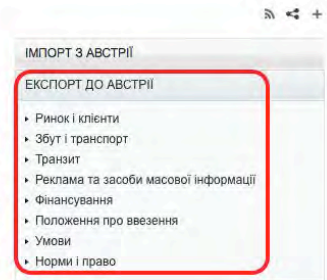 ІМПОРТ З АВСТРІЇ
ЕКСПОРТ ДО АВСТРІЇ
Ринок і клієнти
Збут і транспорт
Транзит
Реклама та засоби масової інформації
Фінансування
Положення про ввезення
Умови
Норми і право